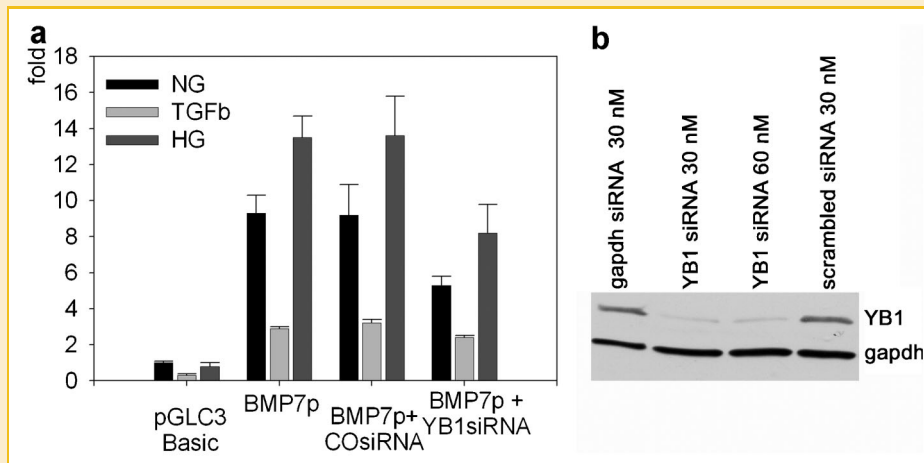 a
fold
18
16
14
12
10
8
6
4
2
0
NG
TGFb
HG
pGLC3
Basic
BMP7p
BMP7p+
COsiRNA
BMP7p +
YB1siRNA
b
gapdh siRNA 30 nM
YB1 siRNA 30 nM
YB1 siRNA 60 nM
scrambled siRNA 30 nM
YB1
gapdh